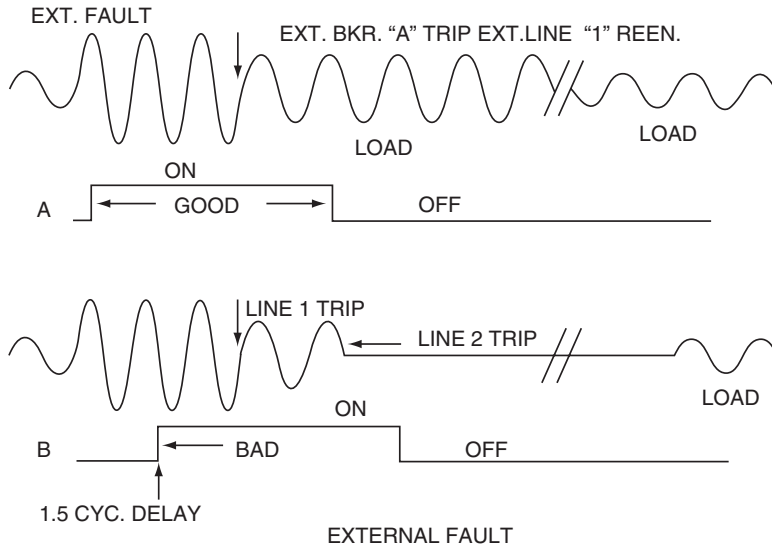 EXT. FAULT
EXT. BKR. “A” TRIP EXT.LINE “1” REEN.
LOAD
LOAD
ON
A
GOOD
OFF
LINE 1 TRIP
LINE 2 TRIP
LOAD
ON
B
BAD
OFF
1.5 CYC. DELAY
EXTERNAL FAULT